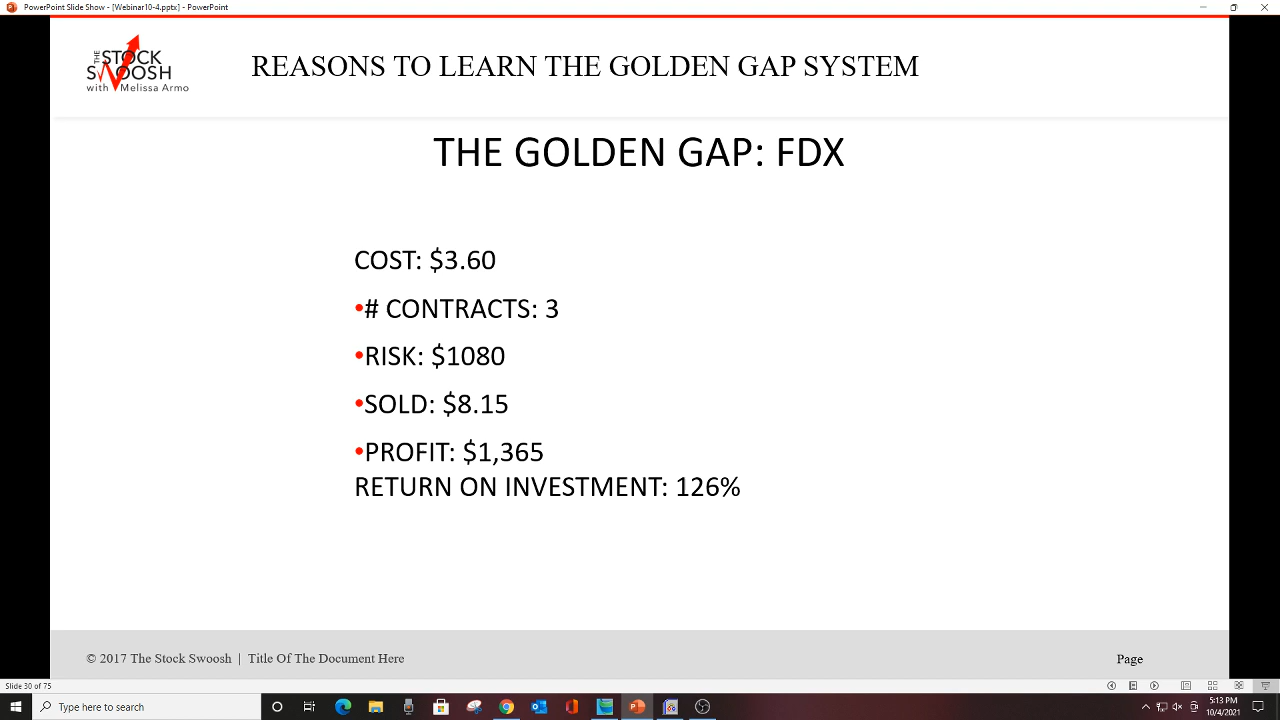 PowerPoint Slide Show - [Webinar10-4.pptx] - PowerPoint
THE
STOCK
SWOOSH
with Melissa Armo
REASONS TO LEARN THE GOLDEN GAP SYSTEM
THE GOLDEN GAP: FDX
COST: $3.60
•# CONTRACTS: 3
•RISK: $1080
•SOLD: $8.15
•PROFIT: $1,365
RETURN ON INVESTMENT: 126%
© 2017 The Stock Swoosh | Title Of The Document Here
Page
Slide 30 of 75
Type here to search
5:13 PM
10/4/2021